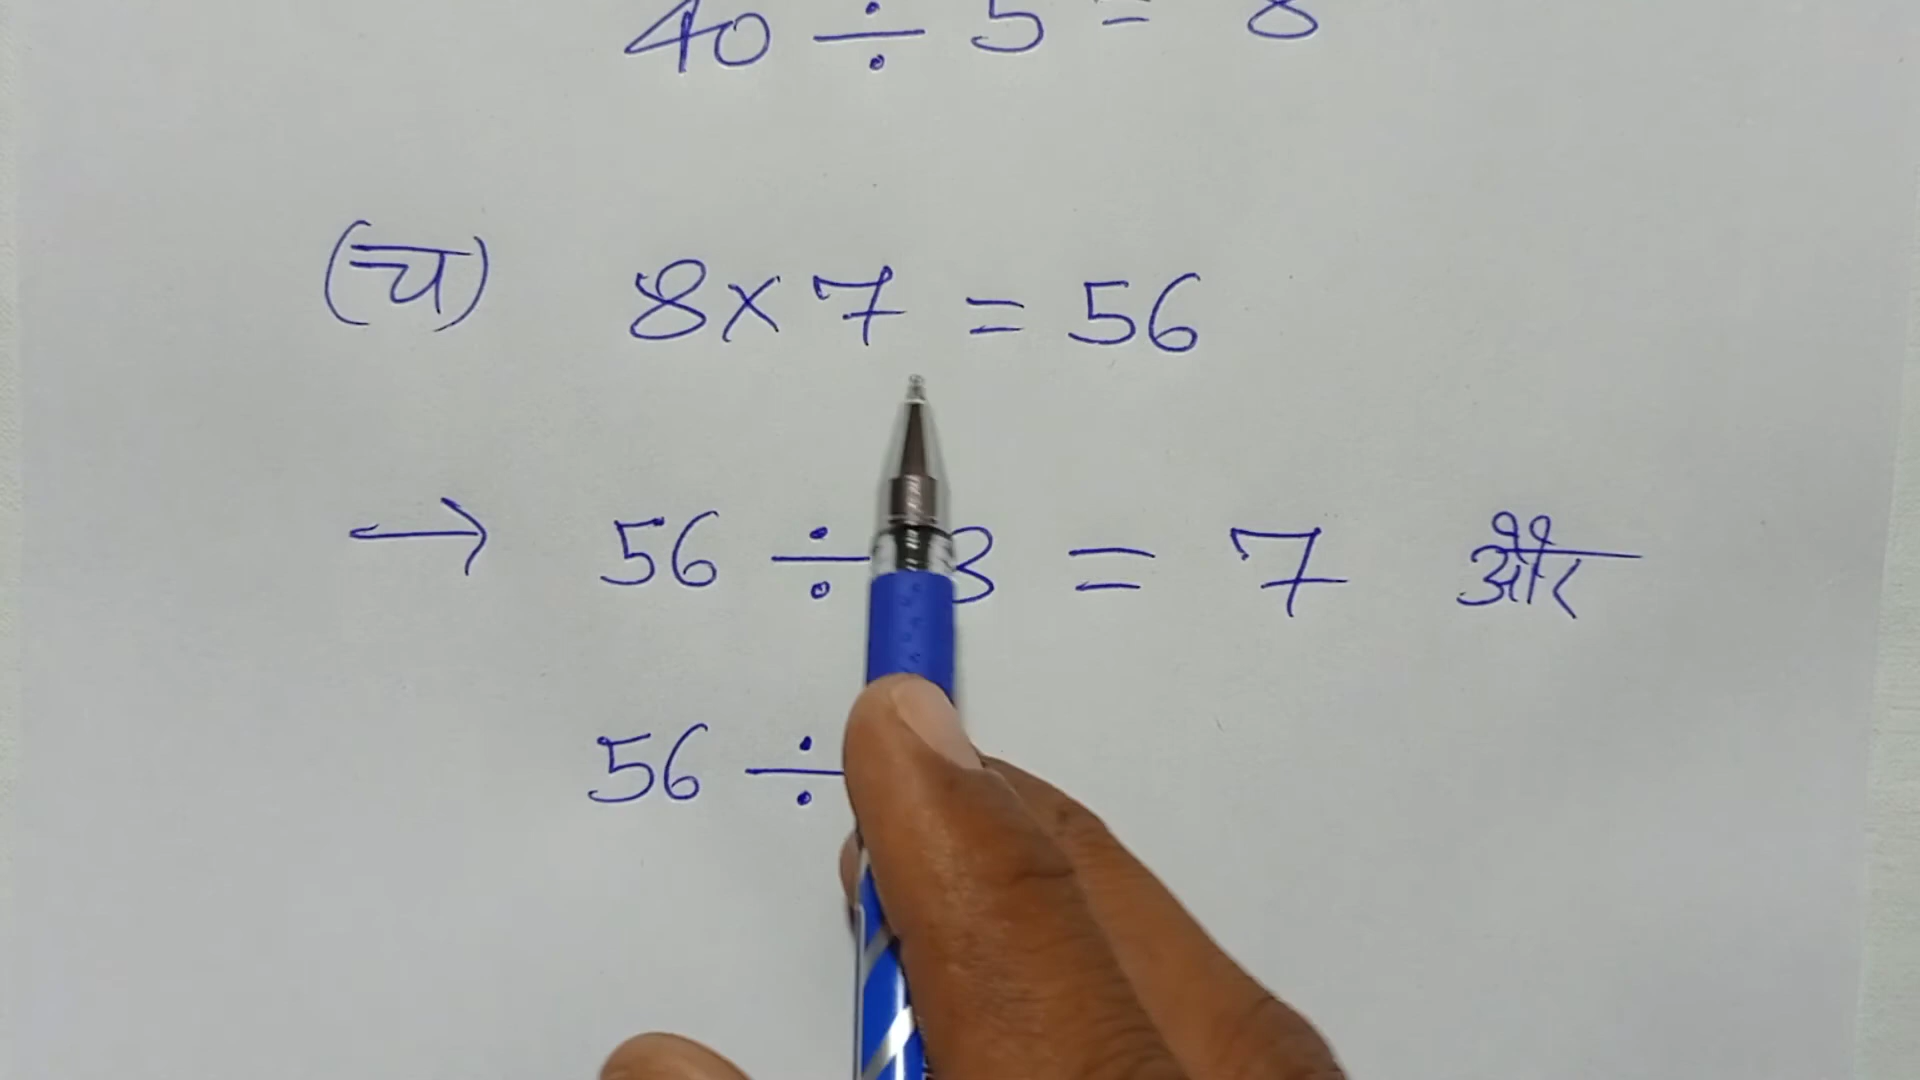 40 ÷ 5 = 8
(च) 8 × 7 = 56
→ 56 ÷ 8 = 7 और
56 ÷